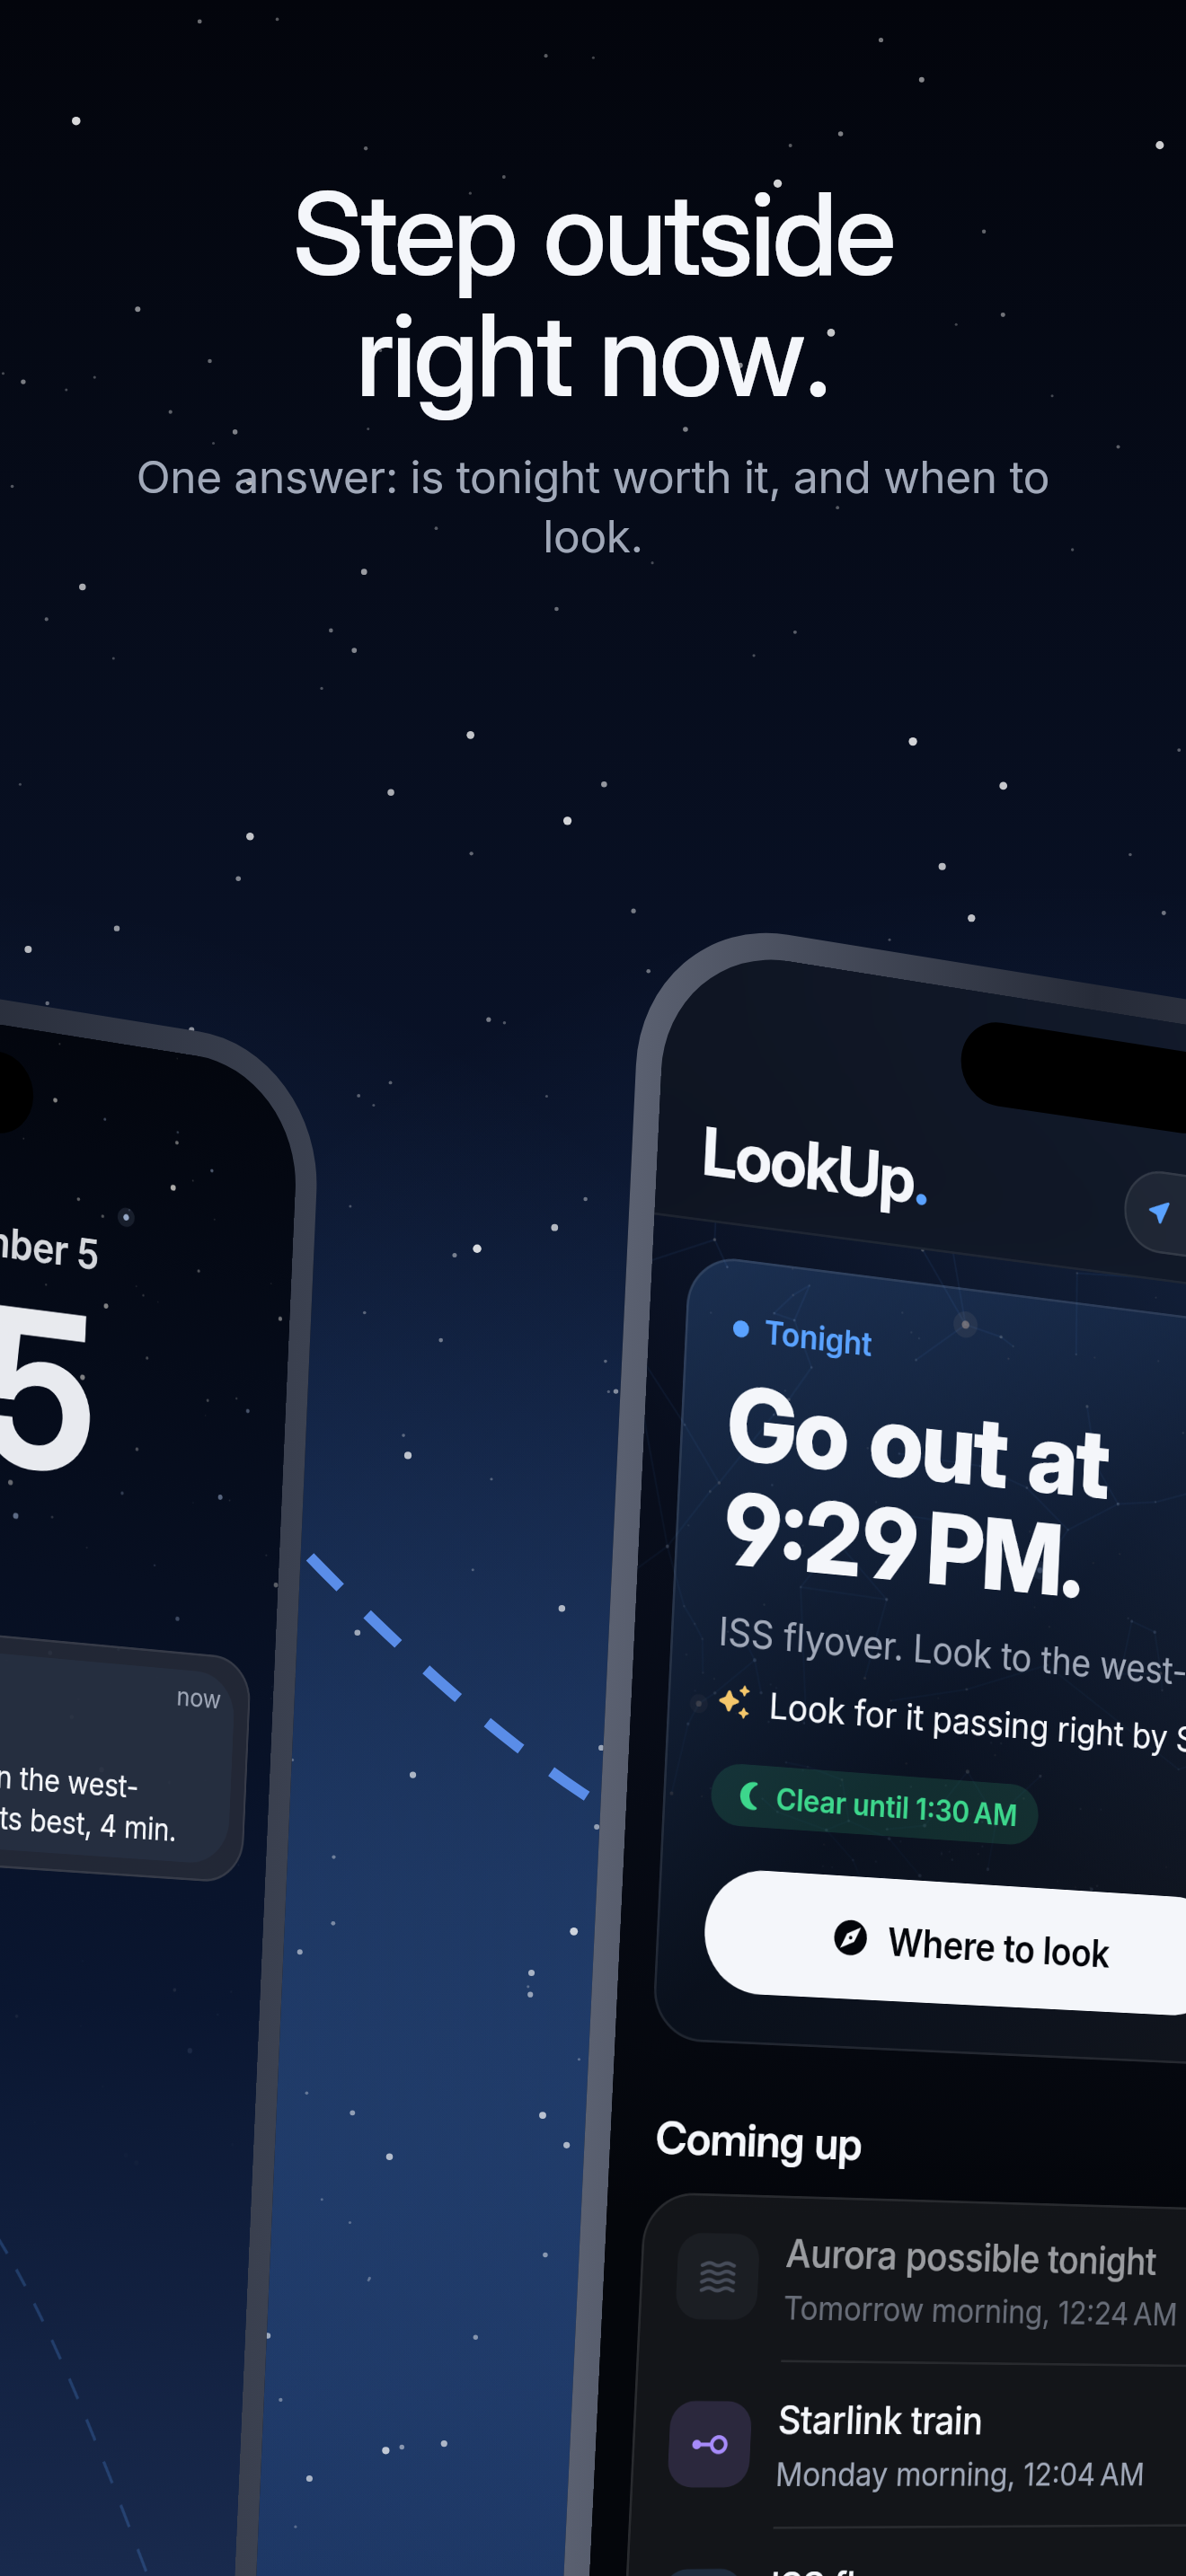 Step outside
right now.
One answer: is tonight worth it, and when to
look.
5
now
the west-
best, 4 min.
LookUp.
Tonight
Go out at
9:29 PM.
ISS flyover. Look to the west-
Look for it passing right by
Clear until 1:30 AM
Where to look
Coming up
Aurora possible tonight
Tomorrow morning, 12:24 AM
Starlink train
Monday morning, 12:04 AM